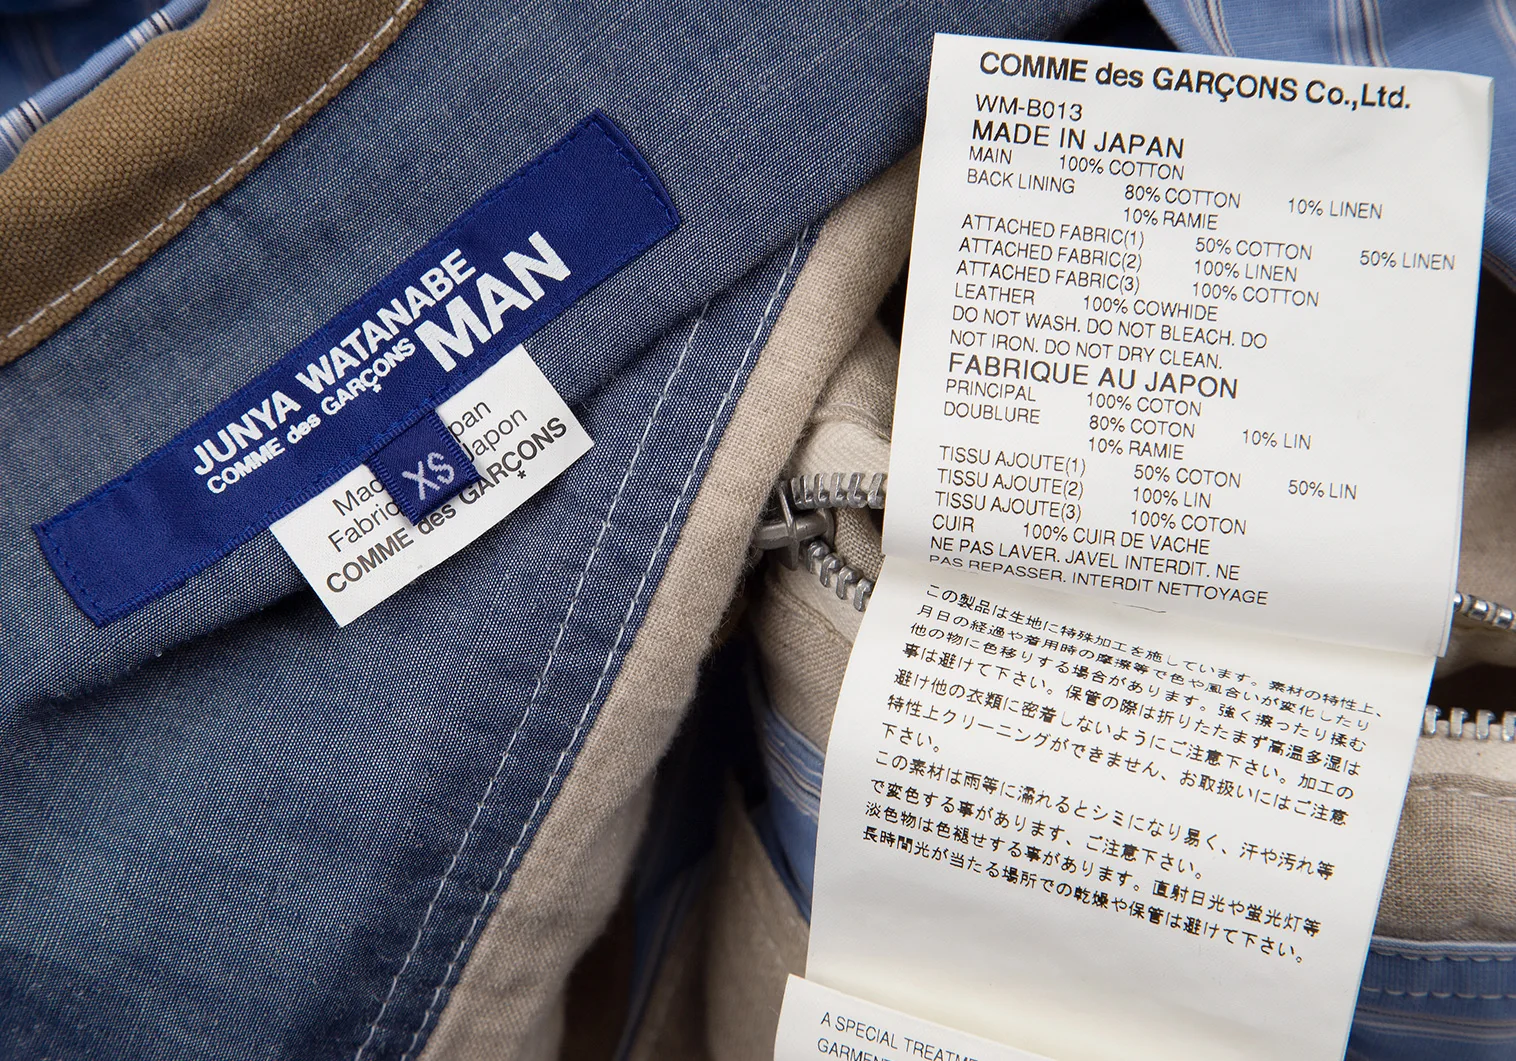 JUNYA WATANABE
COMME des GARÇONS MAN
XS
COMME des GARÇONS
COMME des GARÇONS Co.,Ltd.
WM-B013
MADE IN JAPAN
MAIN 100% COTTON
BACK LINING 80% COTTON 10% LINEN
10% RAMIE
ATTACHED FABRIC(1) 50% COTTON 50% LINEN
ATTACHED FABRIC(2) 100% LINEN
ATTACHED FABRIC(3) 100% COTTON
LEATHER 100% COWHIDE
DO NOT WASH. DO NOT BLEACH. DO
NOT IRON. DO NOT DRY CLEAN.
FABRIQUE AU JAPON
PRINCIPAL 100% COTON
DOUBLURE 80% COTON 10% LIN
10% RAMIE
TISSU AJOUTE(1) 50% COTON 50% LIN
TISSU AJOUTE(2) 100% LIN
TISSU AJOUTE(3) 100% COTON
CUIR 100% CUIR DE VACHE
NE PAS LAVER. JAVEL INTERDIT. NE
PAS REPASSER. INTERDIT NETTOYAGE
この製品は生地に特殊加工を施しています。素材の特性上、
月日の経過や着用時の摩擦等で色や風合いが変化したり
他の物に色移りする場合があります。強く擦ったり揉む
事は避けて下さい。保管の際は折りたたまず高温多湿は
避け他の衣類に密着しないようにご注意下さい。加工の
特性上クリーニングができません、お取扱いにはご注意
下さい。
この素材は雨等に濡れるとシミになり易く、汗や汚れ等
で変色する事があります、ご注意下さい。
淡色物は色褪せする事があります。直射日光や蛍光灯等
長時間光が当たる場所での乾燥や保管は避けて下さい。
A SPECIAL